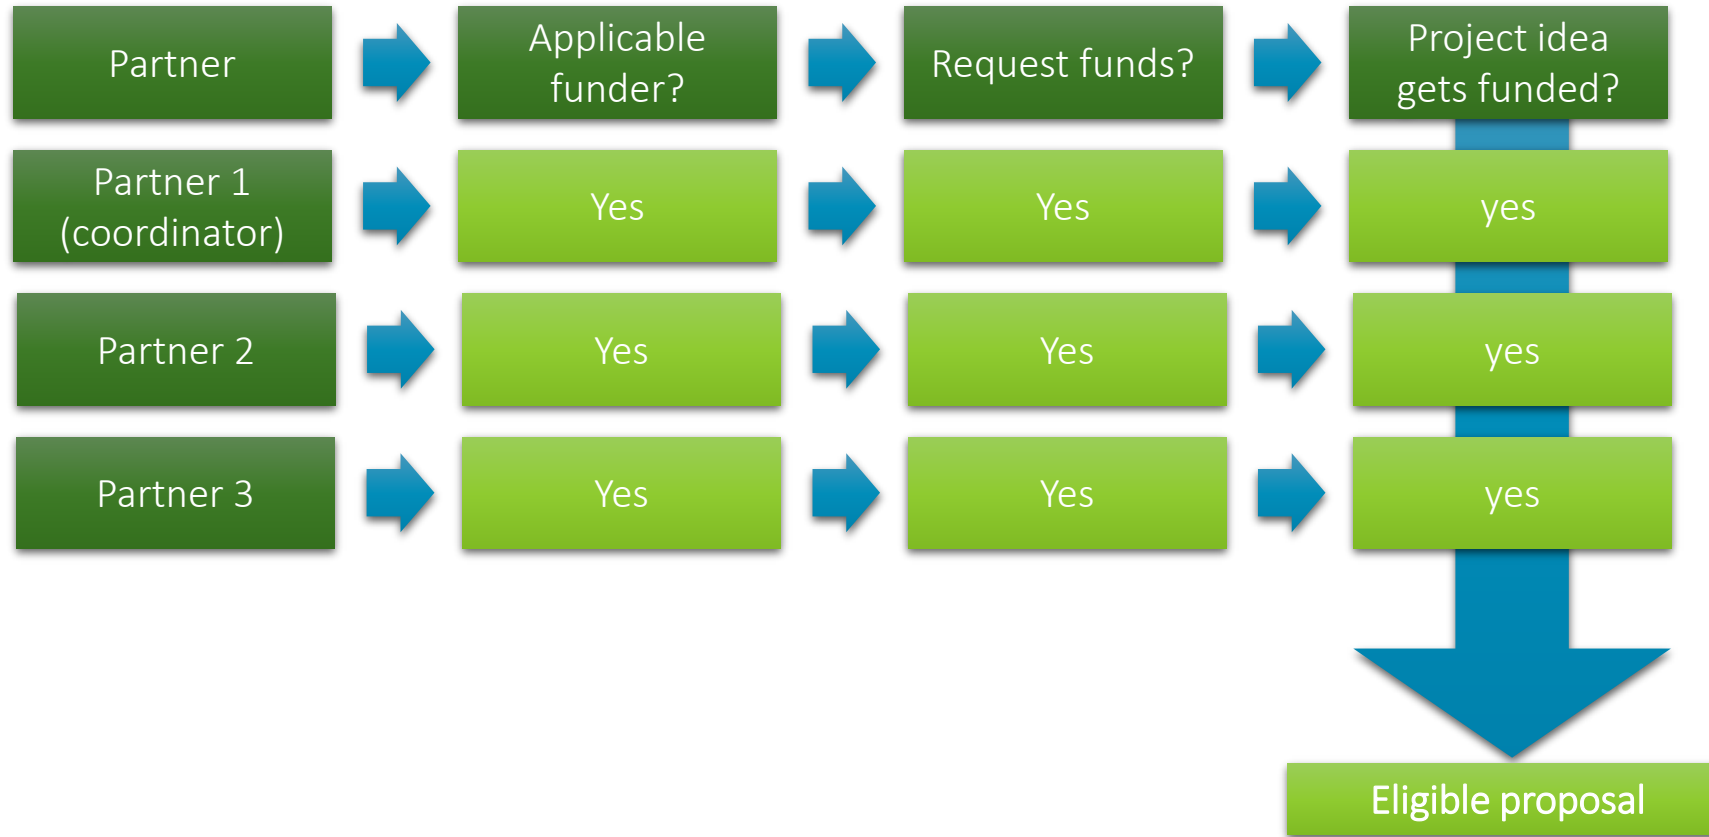 Partner
Applicable
funder?
Request funds?
Project idea
gets funded?
Partner 1
(coordinator)
Yes
Yes
yes
Partner 2
Yes
Yes
yes
Partner 3
Yes
Yes
yes
Eligible proposal